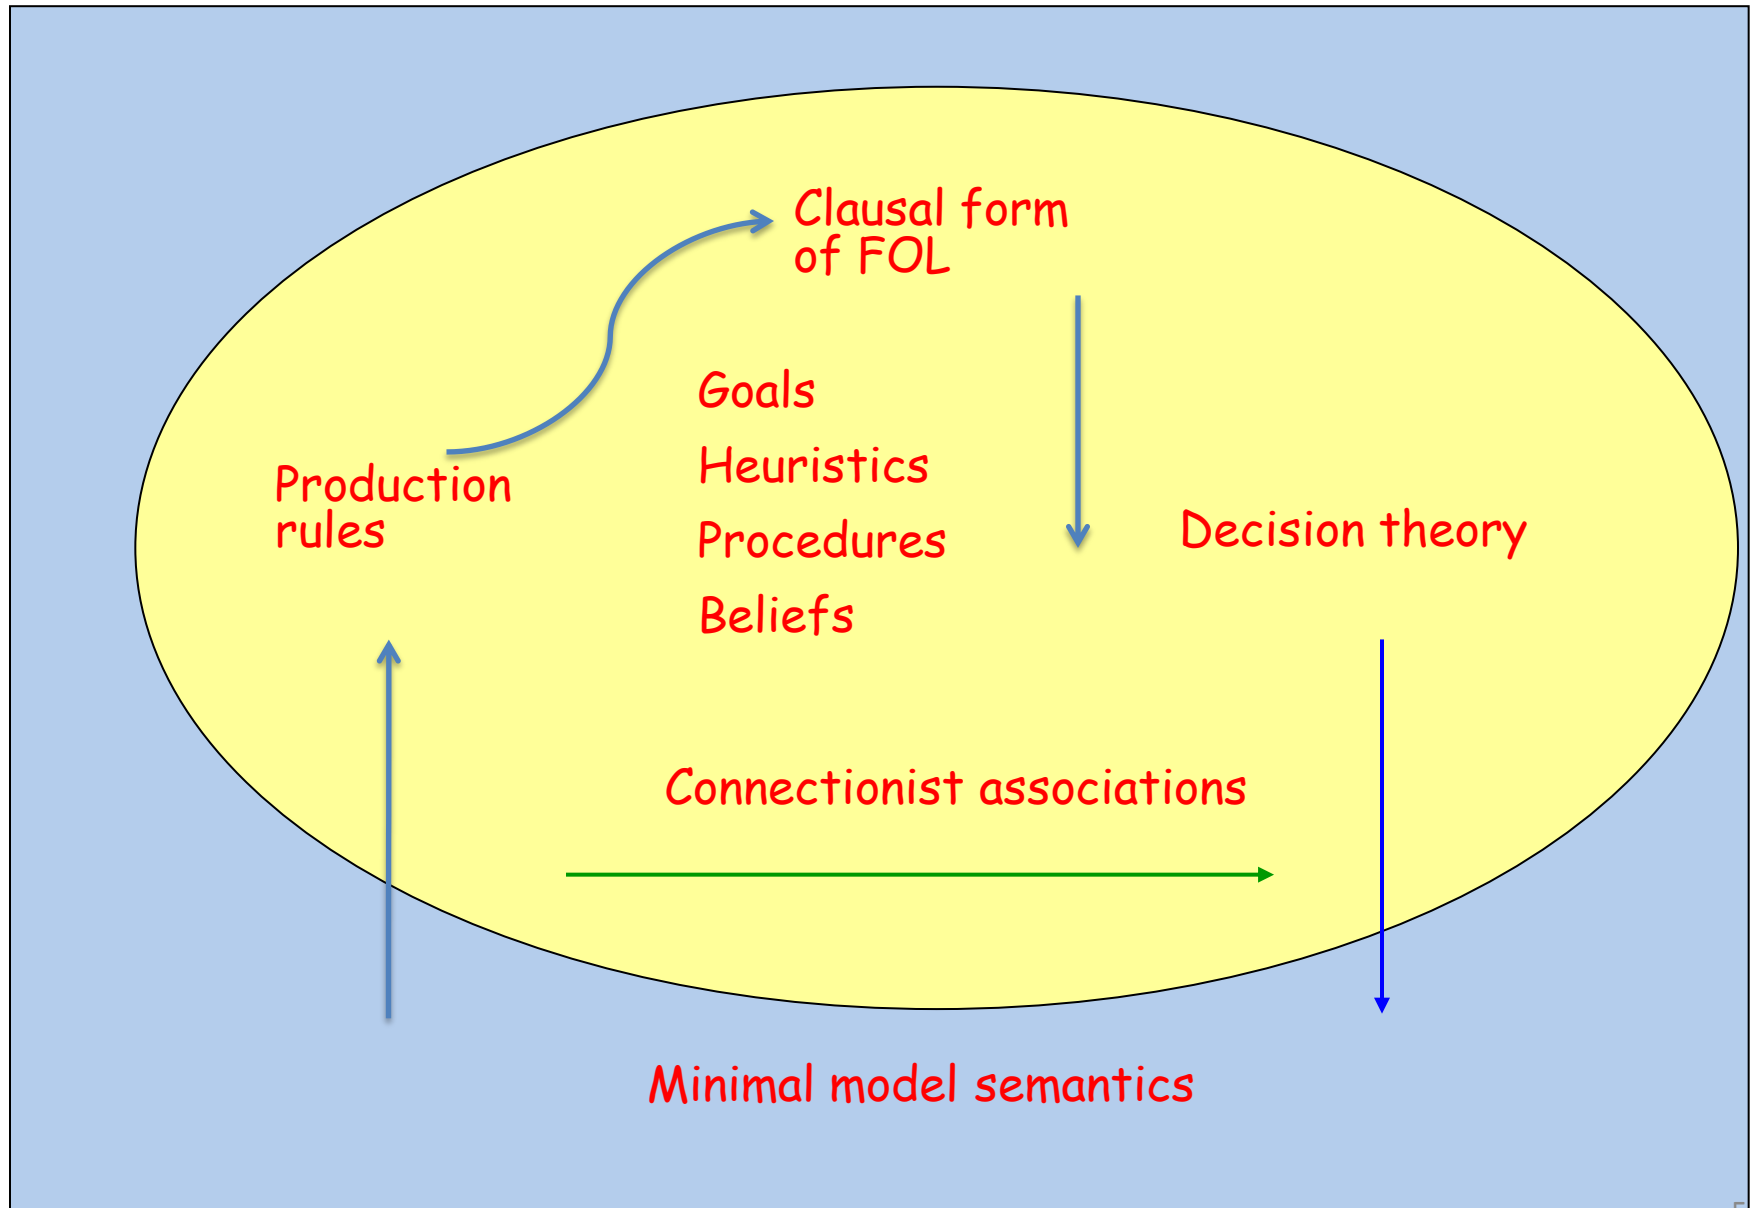 Clausal form
of FOL
Goals
Heuristics
Production
rules
Procedures
Decision theory
Beliefs
Connectionist associations
Minimal model semantics